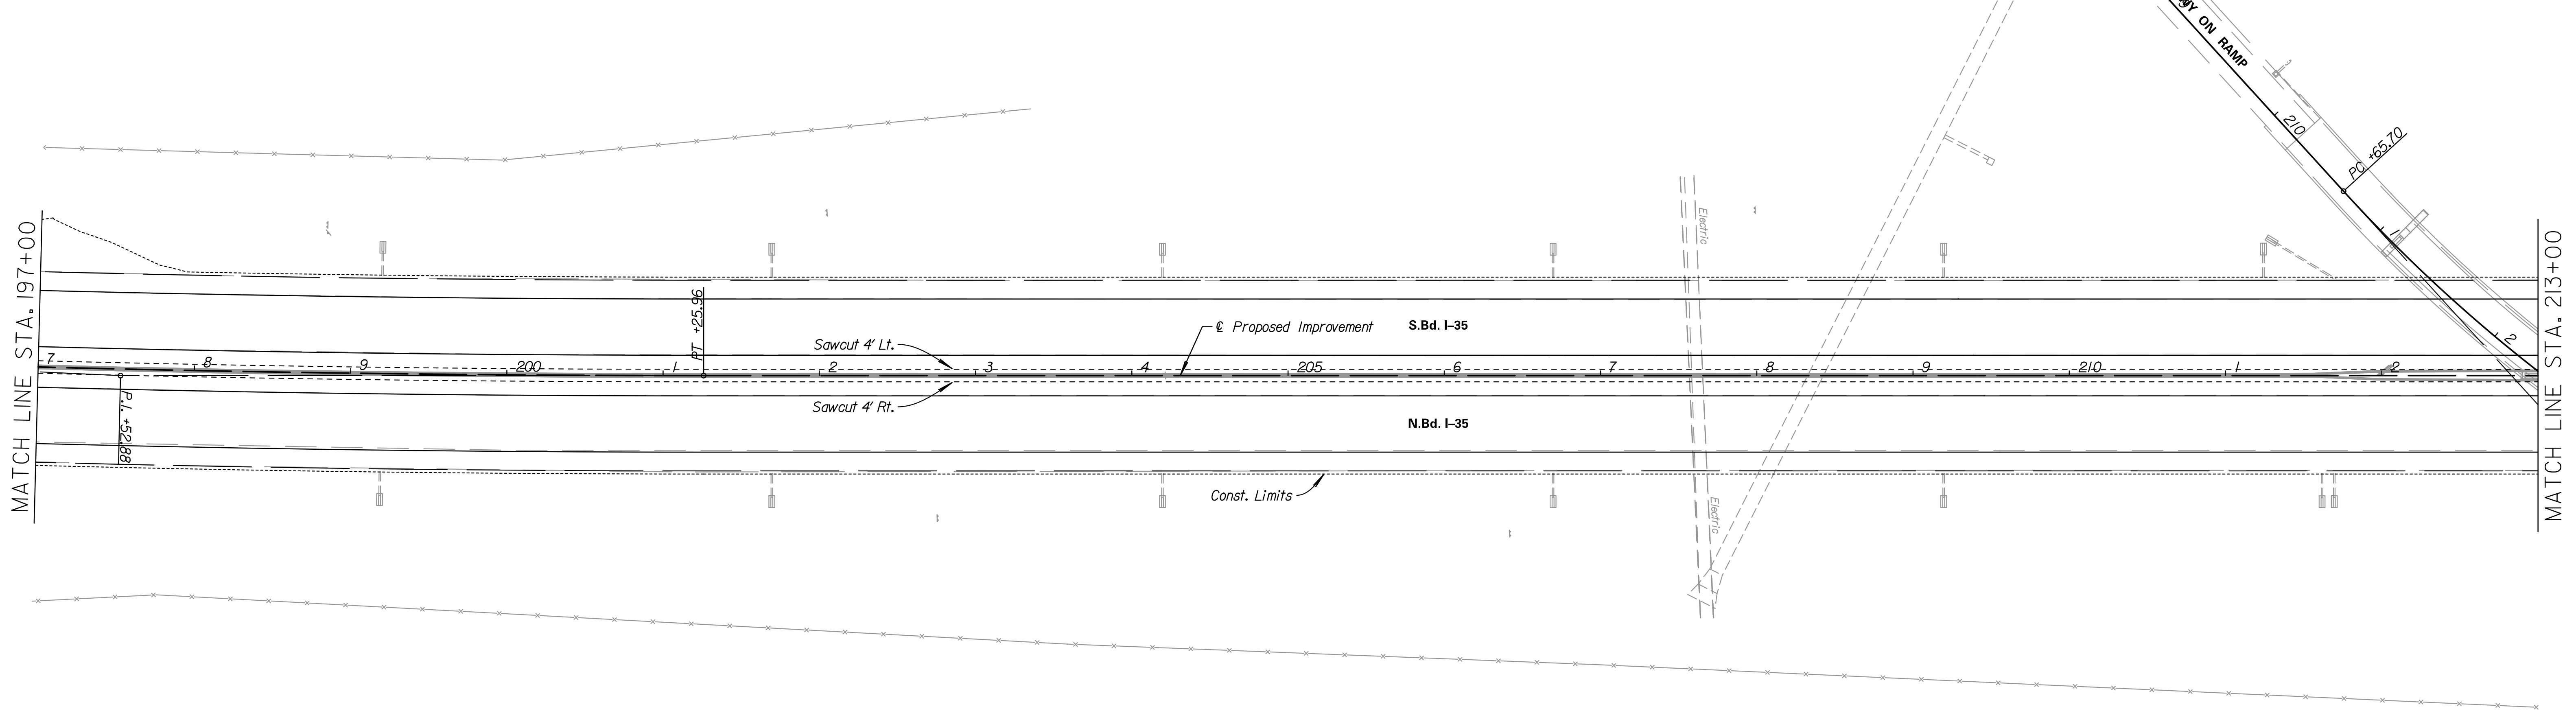 NY ON RAMP
210
PC +65.70
1
2
MATCH LINE STA. 197+00
MATCH LINE STA. 213+00
Electric
PT +25.96
℄ Proposed Improvement
S.Bd. I-35
Sawcut 4' Lt.
7 8 9 200 1 2 3 4 205 6 7 8 9 210 1 2
P.I. +52.88
Sawcut 4' Rt.
N.Bd. I-35
Const. Limits
Electric